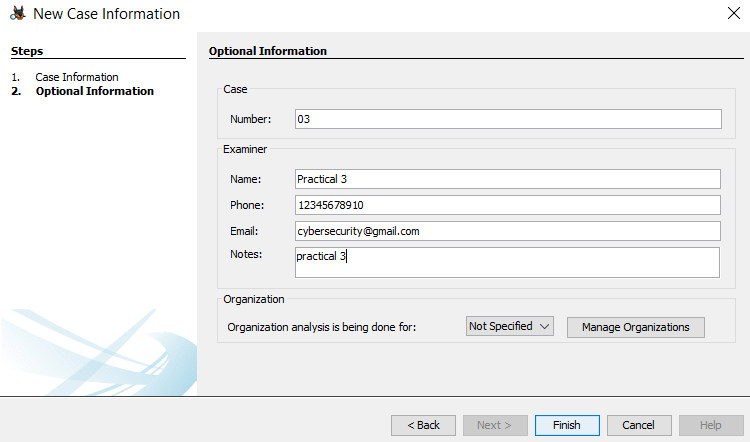 New Case Information
Steps
1. Case Information
2. Optional Information
Optional Information
Case
Number: 03
Examiner
Name: Practical 3
Phone: 12345678910
Email: cybersecurity@gmail.com
Notes: practical 3
Organization
Organization analysis is being done for: Not Specified Manage Organizations
< Back Next > Finish Cancel Help